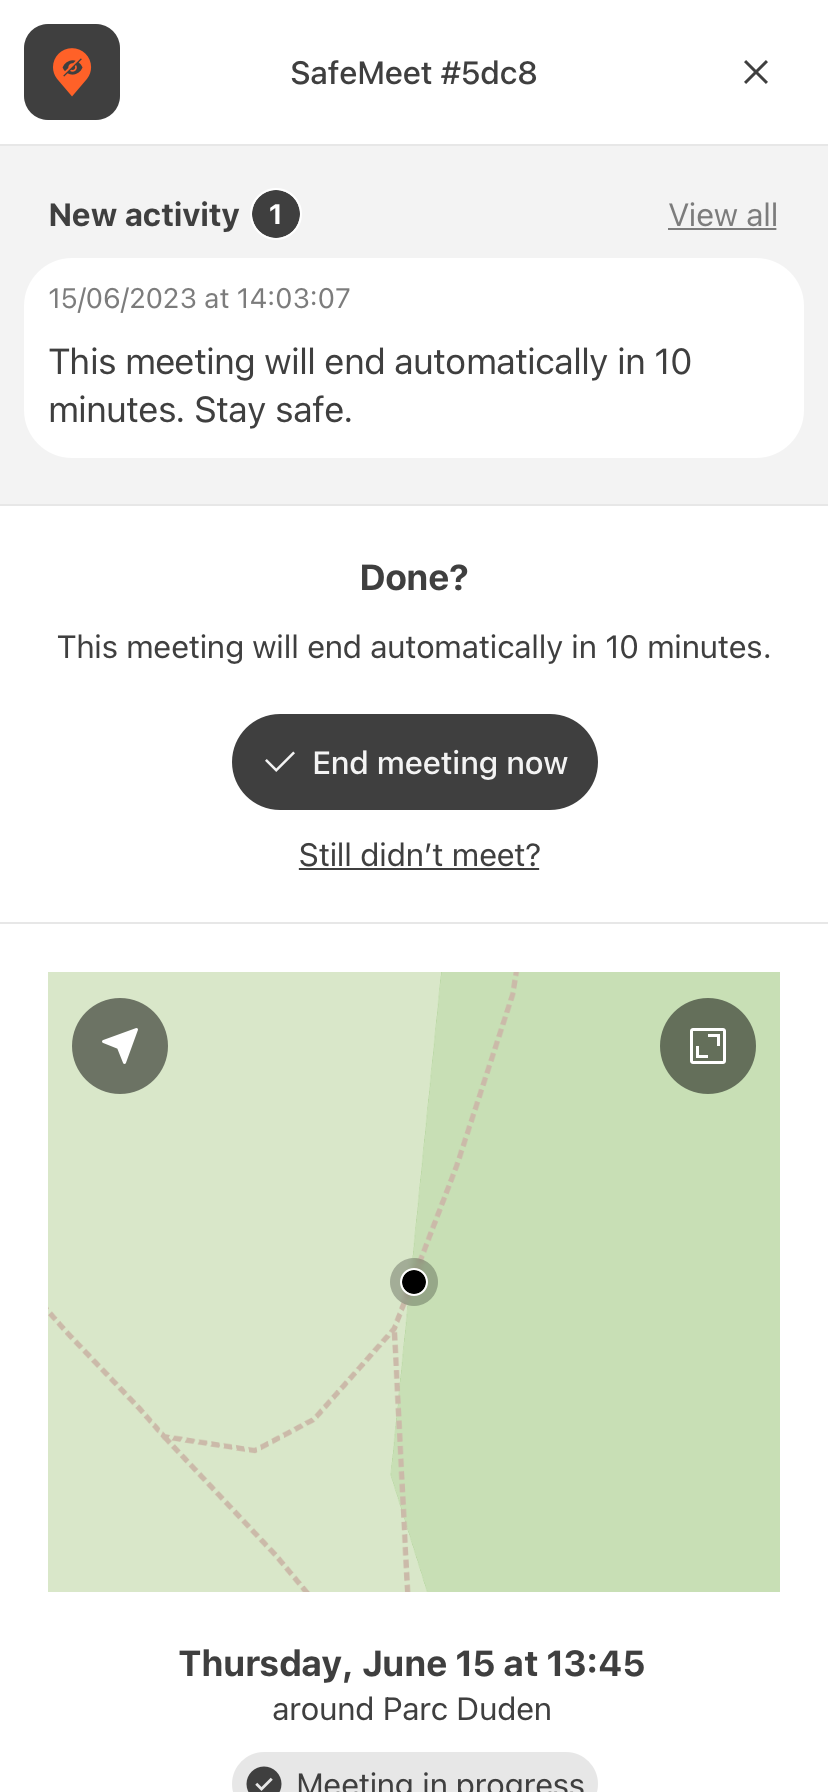 SafeMeet #5dc8
New activity 1
View all
15/06/2023 at 14:03:07
This meeting will end automatically in 10
minutes. Stay safe.
Done?
This meeting will end automatically in 10 minutes.
End meeting now
Still didn’t meet?
Thursday, June 15 at 13:45
around Parc Duden
Meeting in progress